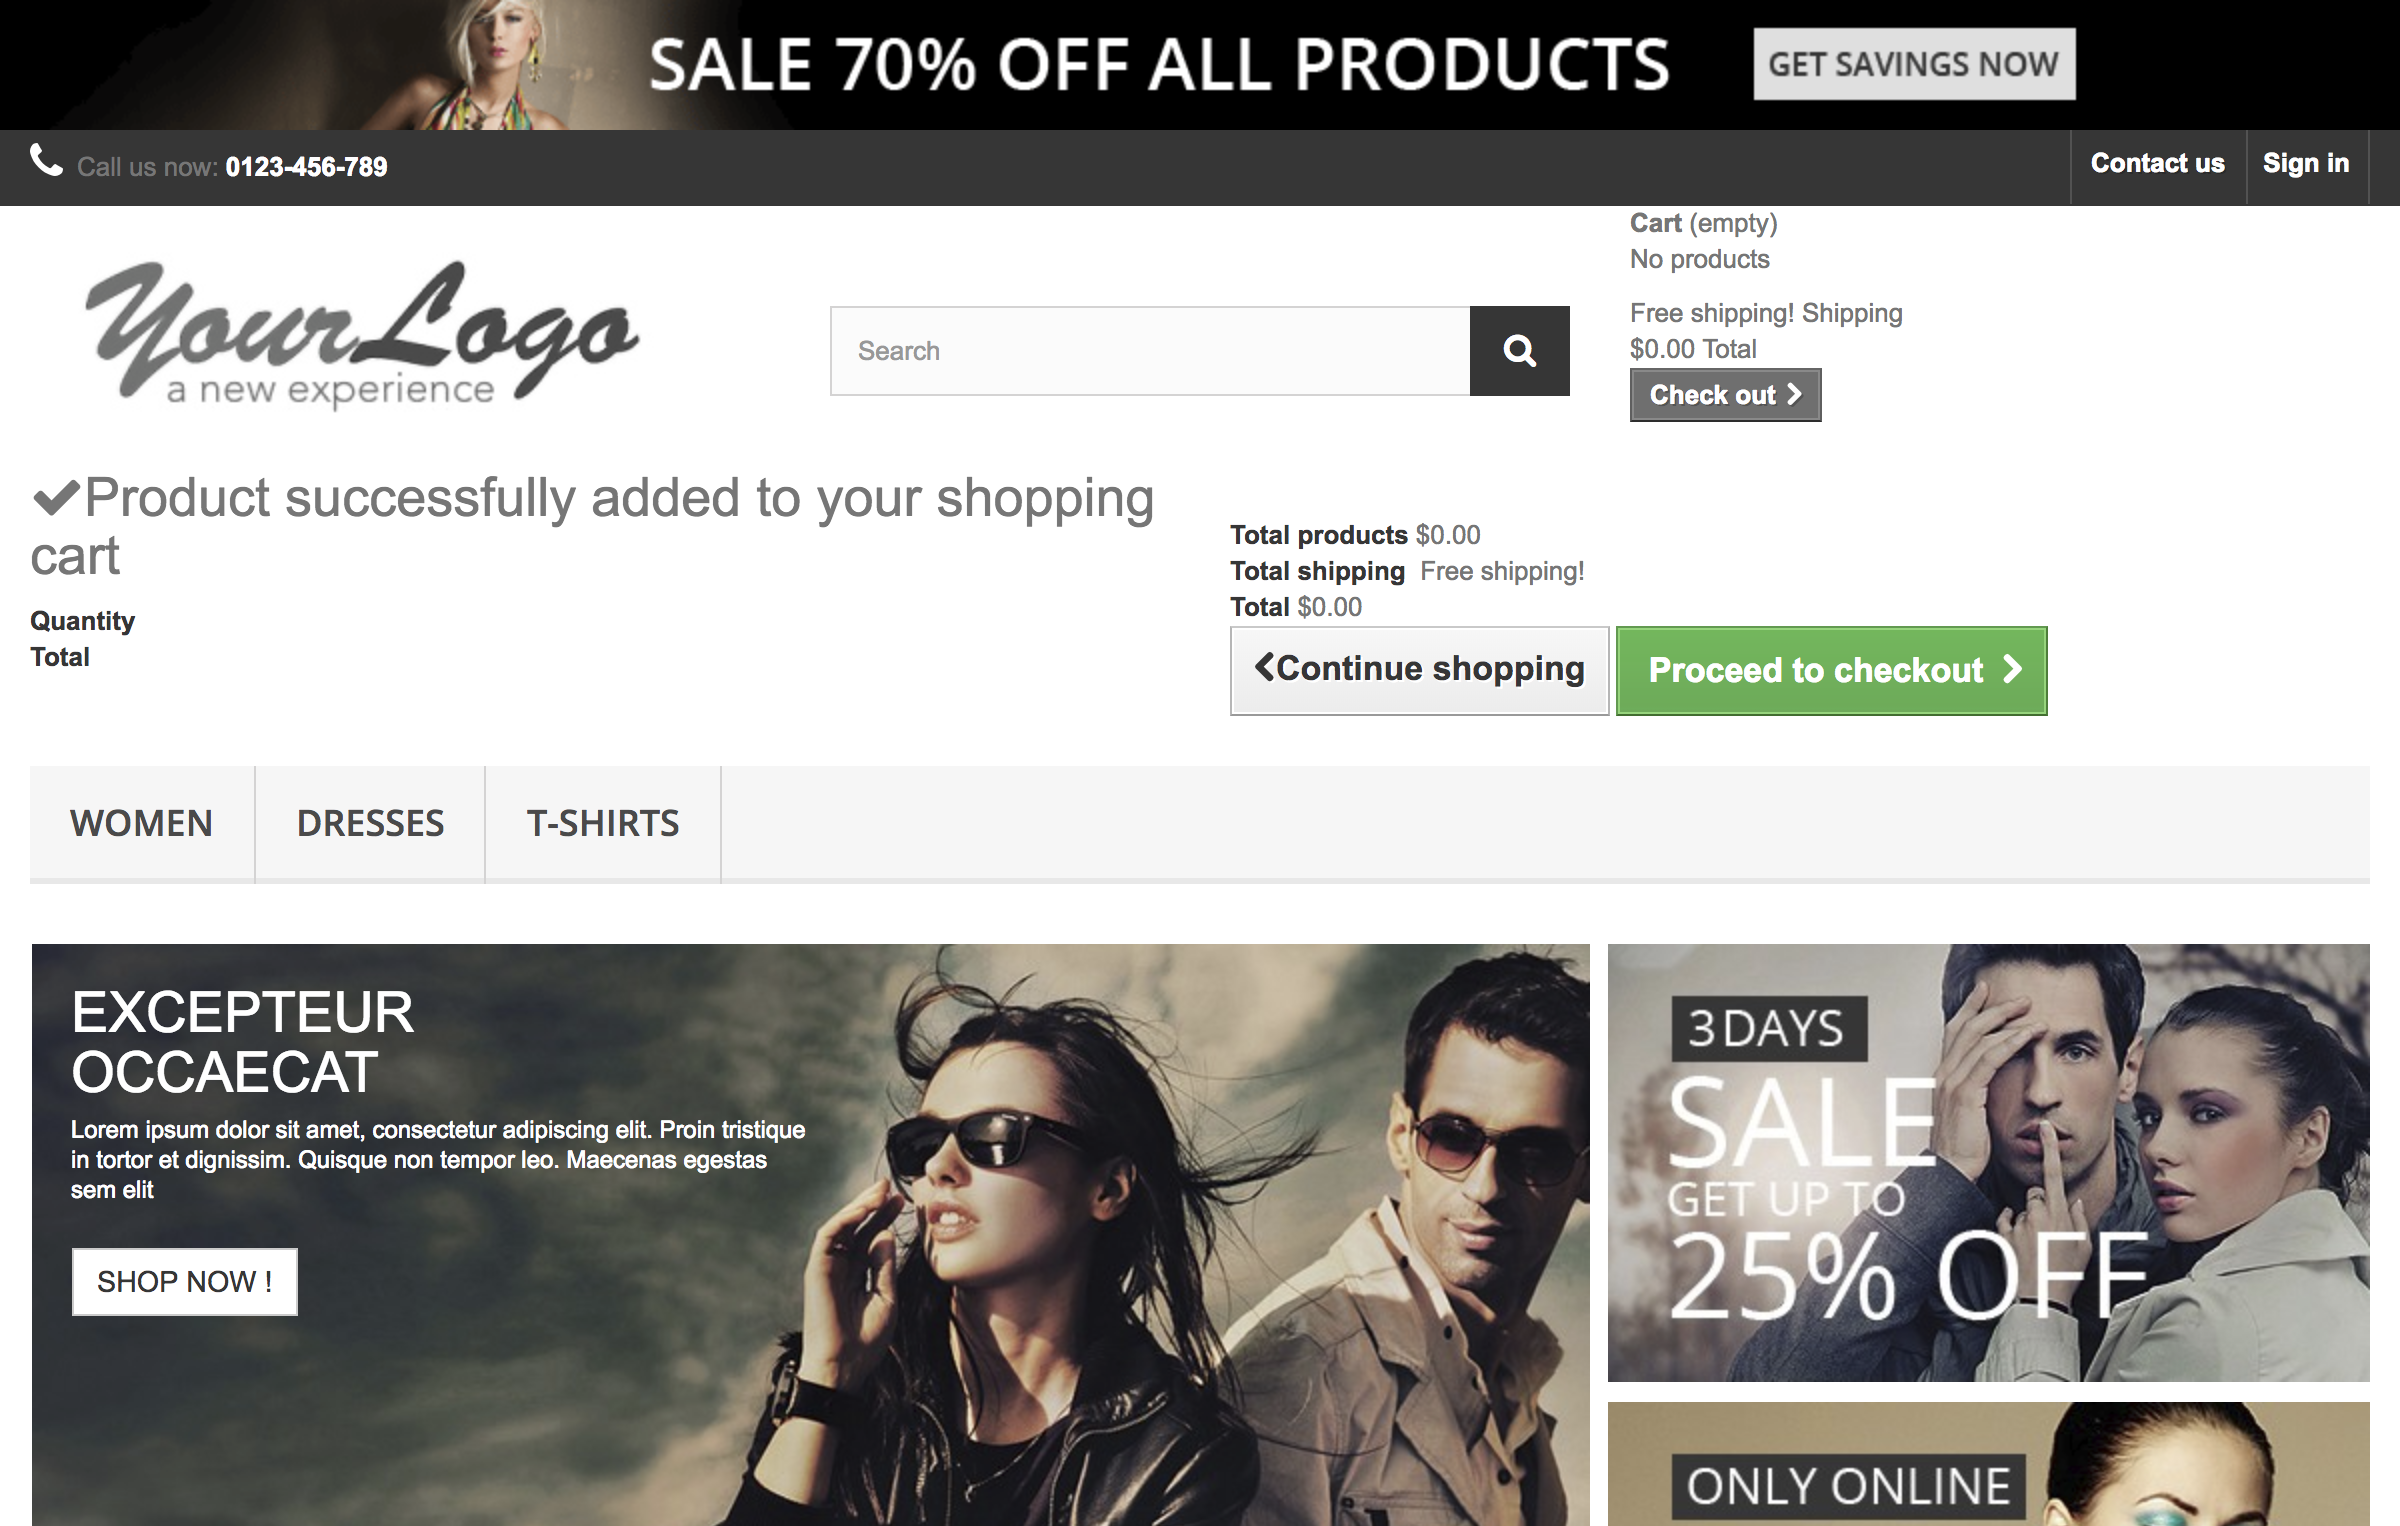 SALE 70% OFF ALL PRODUCTS
GET SAVINGS NOW
Call us now: 0123-456-789
Contact us
Sign in
YourLogo
a new experience
Search
Cart (empty)
No products
Free shipping! Shipping
$0.00 Total
Check out
Product successfully added to your shopping
cart
Quantity
Total
Total products $0.00
Total shipping Free shipping!
Total $0.00
Continue shopping
Proceed to checkout
WOMEN
DRESSES
T-SHIRTS
EXCEPTEUR
OCCAECAT
Lorem ipsum dolor sit amet, consectetur adipiscing elit. Proin tristique
in tortor et dignissim. Quisque non tempor leo. Maecenas egestas
sem elit
SHOP NOW !
3 DAYS
SALE
GET UP TO
25% OFF
ONLY ONLINE